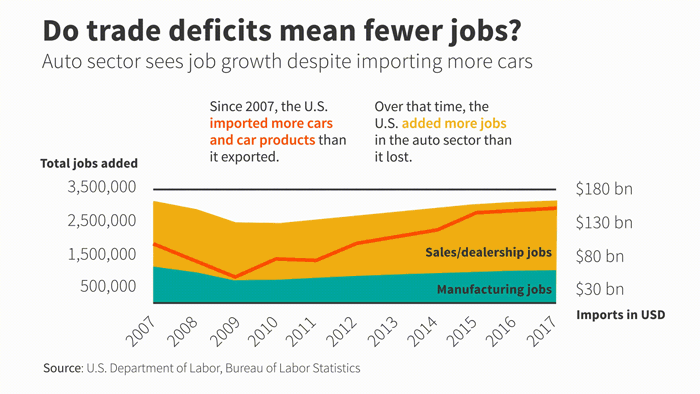 Do trade deficits mean fewer jobs?
Auto sector sees job growth despite importing more cars
Since 2007, the U.S.
imported more cars
and car products than
it exported.
Over that time, the
U.S. added more jobs
in the auto sector than
it lost.
Total jobs added
3,500,000
2,500,000
1,500,000
500,000
$180 bn
$130 bn
$80 bn
$30 bn
Imports in USD
Sales/dealership jobs
Manufacturing jobs
2007
2008
2009
2010
2011
2012
2013
2014
2015
2016
2017
Source: U.S. Department of Labor, Bureau of Labor Statistics